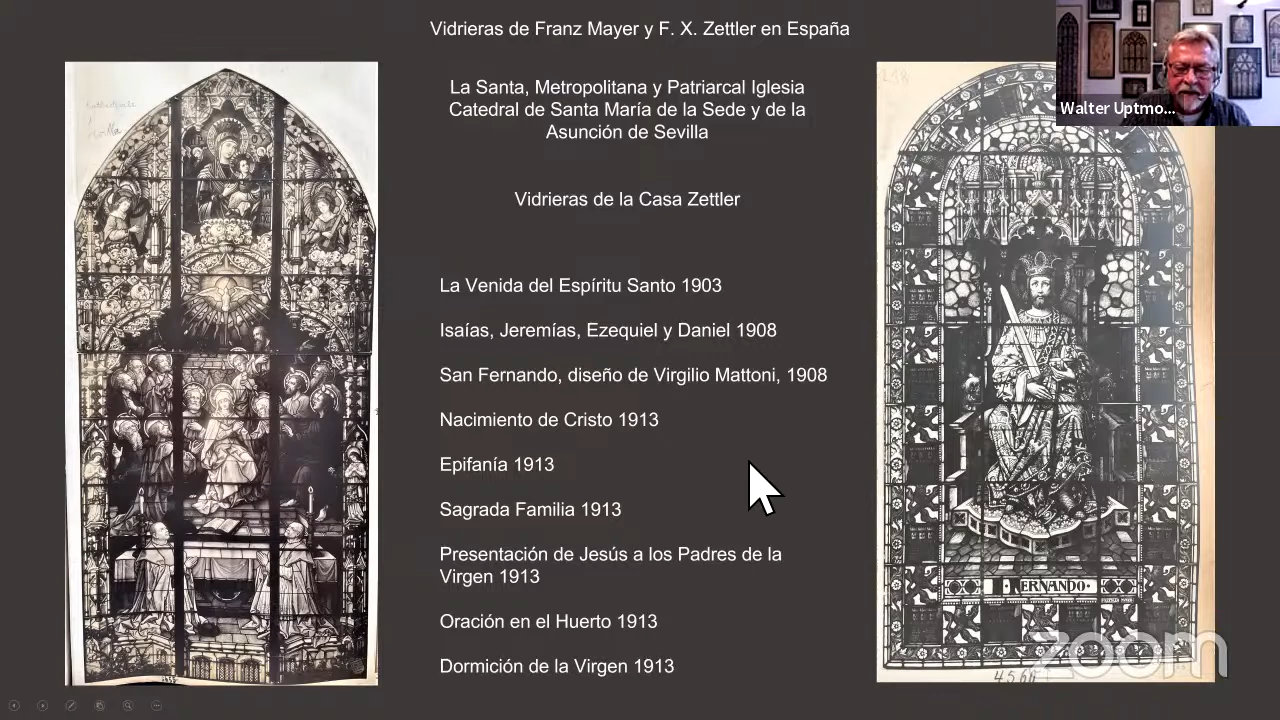 Vidrieras de Franz Mayer y F. X. Zettler en España
La Santa, Metropolitana y Patriarcal Iglesia
Catedral de Santa María de la Sede y de la
Asunción de Sevilla
Vidrieras de la Casa Zettler
La Venida del Espíritu Santo 1903
Isaías, Jeremías, Ezequiel y Daniel 1908
San Fernando, diseño de Virgilio Mattoni, 1908
Nacimiento de Cristo 1913
Epifanía 1913
Sagrada Familia 1913
Presentación de Jesús a los Padres de la
Virgen 1913
Oración en el Huerto 1913
Dormición de la Virgen 1913
Walter Uptmo...
FERNANDO
zoom